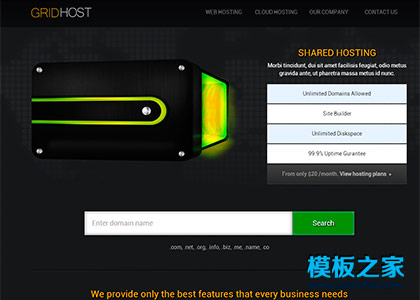 GRIDHOST
WEB HOSTING CLOUD HOSTING OUR COMPANY CONTACT US
SHARED HOSTING
Morbi tincidunt, dui sit amet facilisis feugiat, odio metus
gravida ante, ut pharetra massa metus id nunc.
Unlimited Domains Allowed
Site Builder
Unlimited Diskspace
99.9% Uptime Gurantee
From only $20 /month. View hosting plans »
Enter domain name
Search
.com, .net, .org, .info, .biz, .me, .name, .co
模板之家
We provide only the best features that every business needs